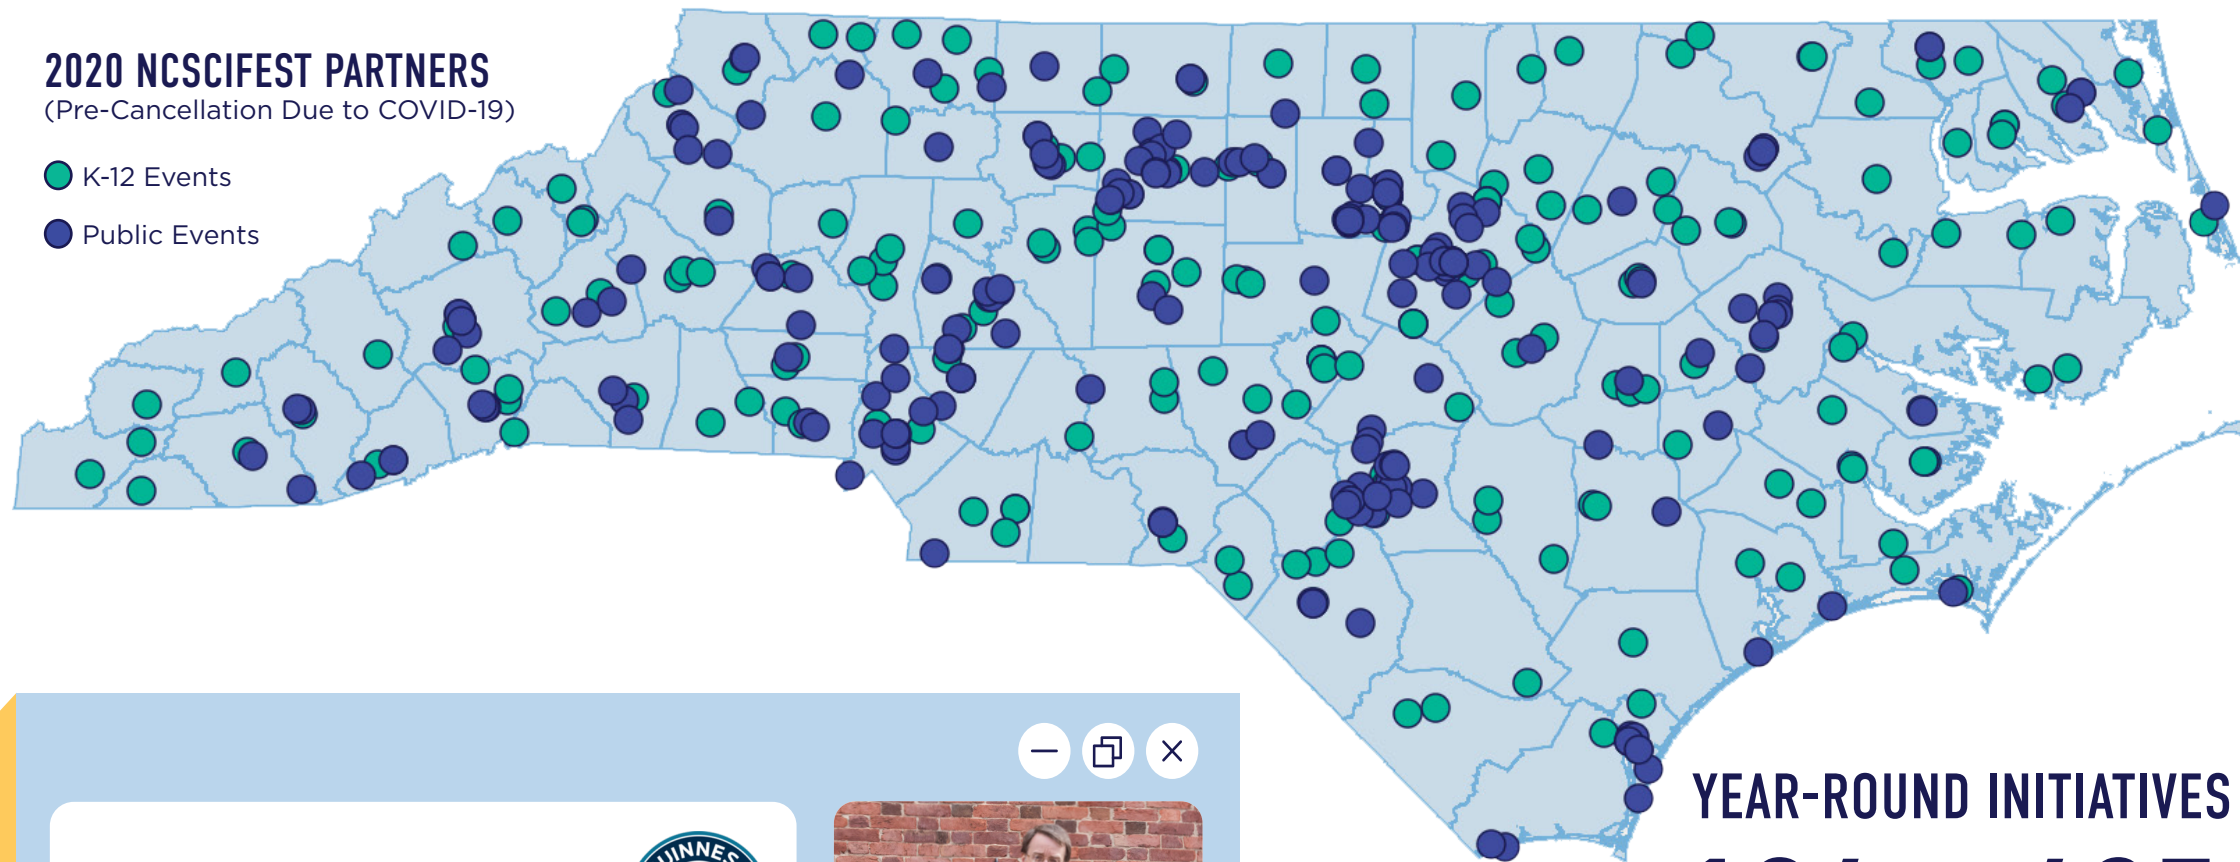 2020 NCSCIFEST PARTNERS
(Pre-Cancellation Due to COVID-19)
K-12 Events
Public Events
YEAR-ROUND INITIATIVES